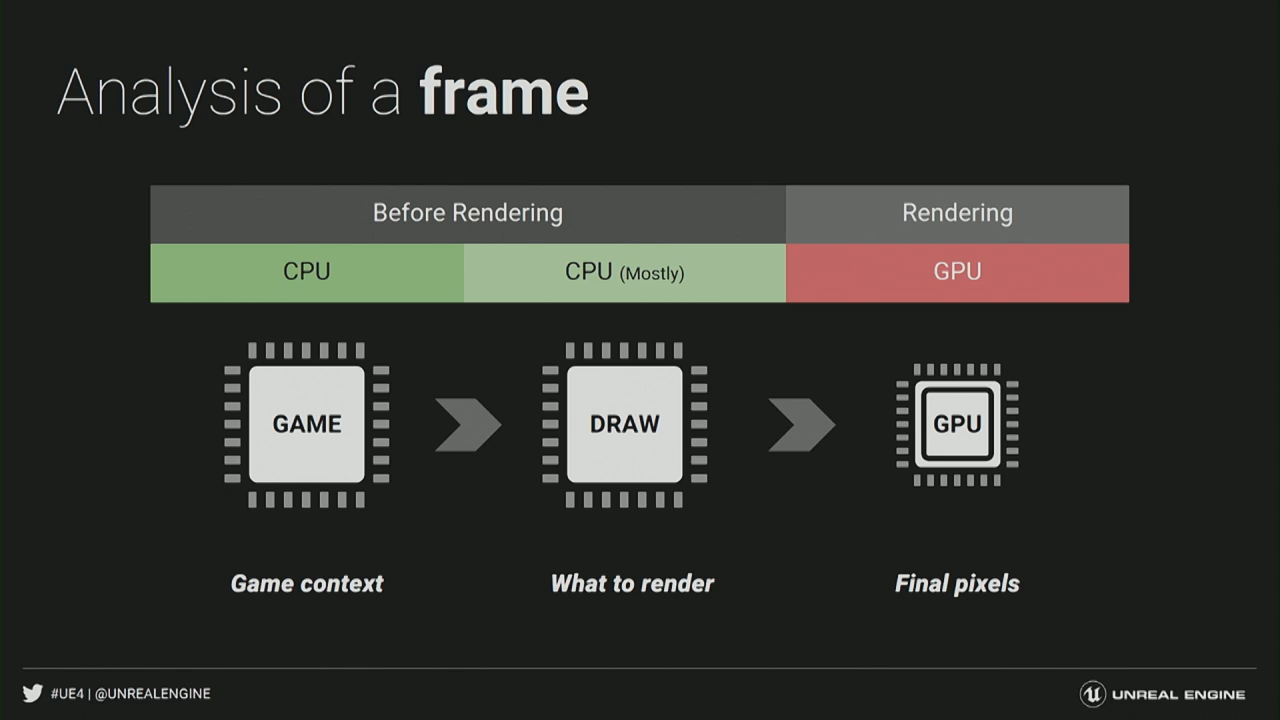 Analysis of a frame
Before Rendering
Rendering
CPU
CPU (Mostly)
GPU
GAME
DRAW
GPU
Game context
What to render
Final pixels
#UE4 | @UNREALENGINE
UNREAL ENGINE